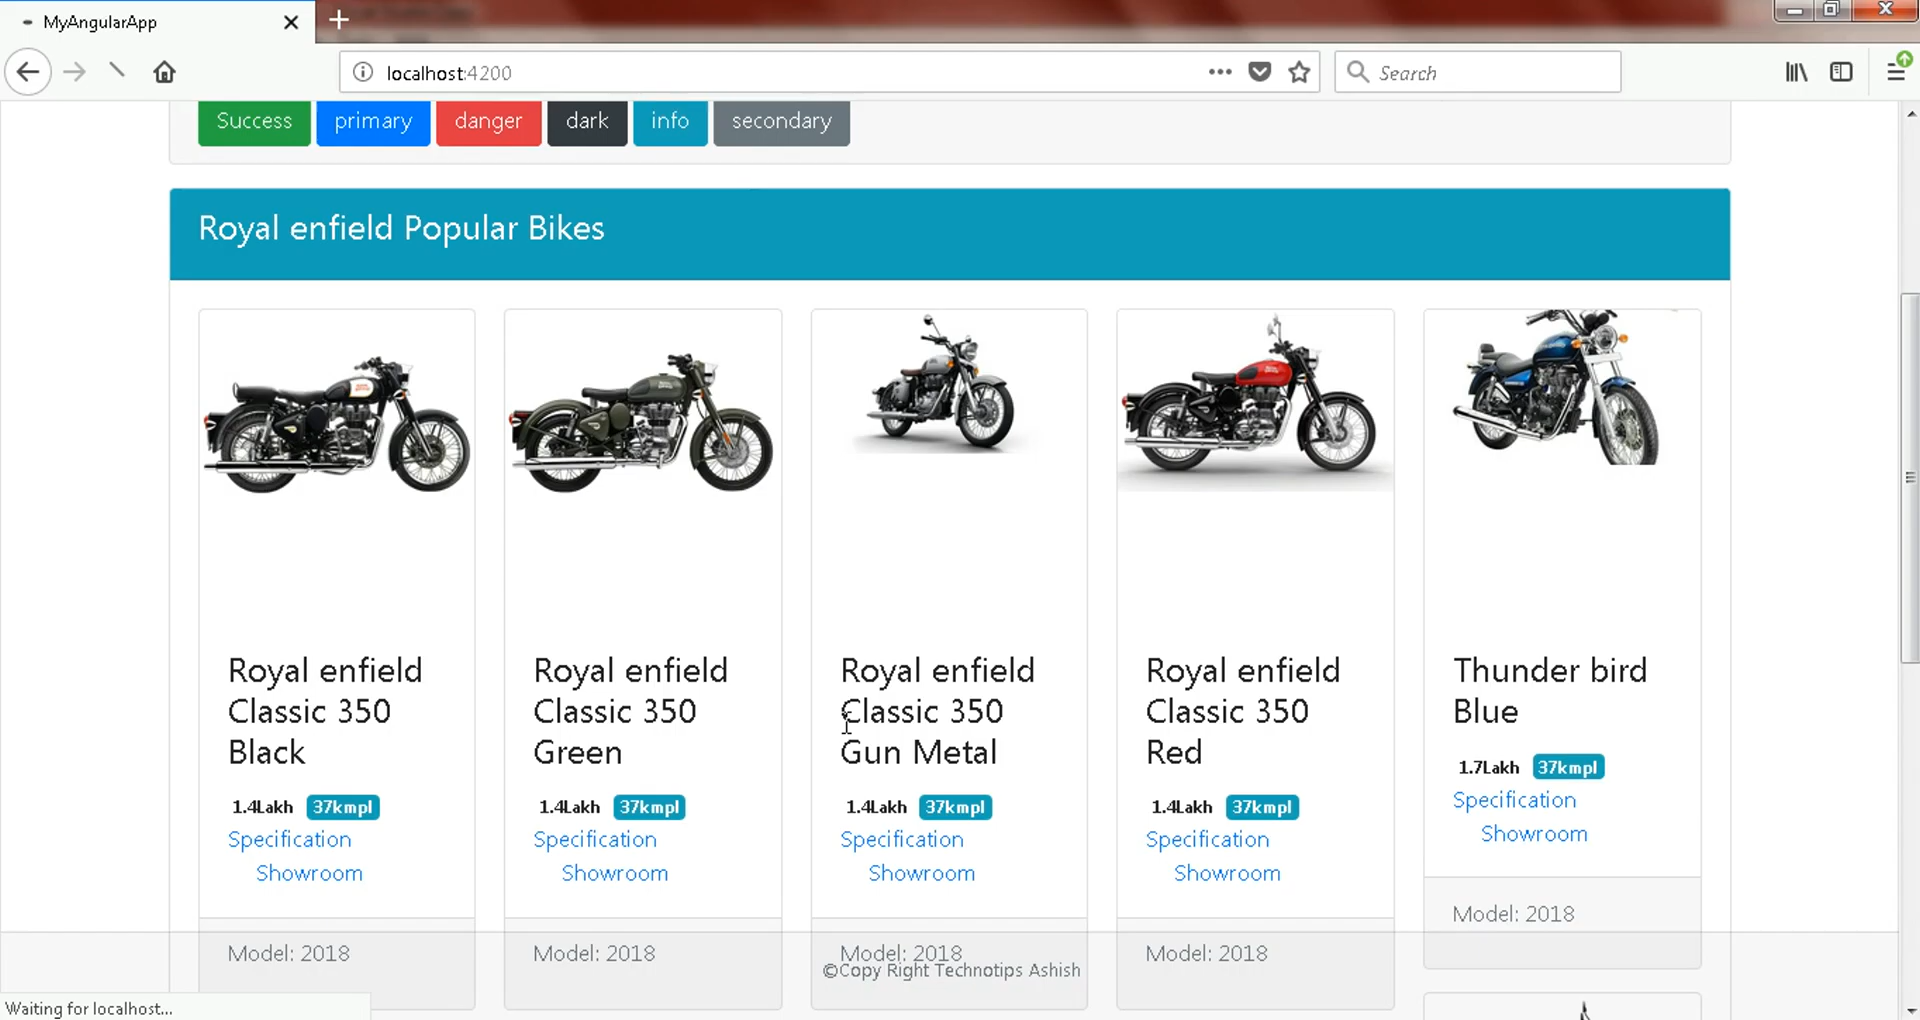 MyAngularApp
localhost:4200
Search
Success primary danger dark info secondary
Royal enfield Popular Bikes
Royal enfield
Classic 350
Black
1.4Lakh 37kmpl
Specification
Showroom
Model: 2018
Royal enfield
Classic 350
Green
1.4Lakh 37kmpl
Specification
Showroom
Model: 2018
Royal enfield
Classic 350
Gun Metal
1.4Lakh 37kmpl
Specification
Showroom
Model: 2018
Royal enfield
Classic 350
Red
1.4Lakh 37kmpl
Specification
Showroom
Model: 2018
Thunder bird
Blue
1.7Lakh 37kmpl
Specification
Showroom
Model: 2018
©Copy Right Technotips Ashish
Waiting for localhost...